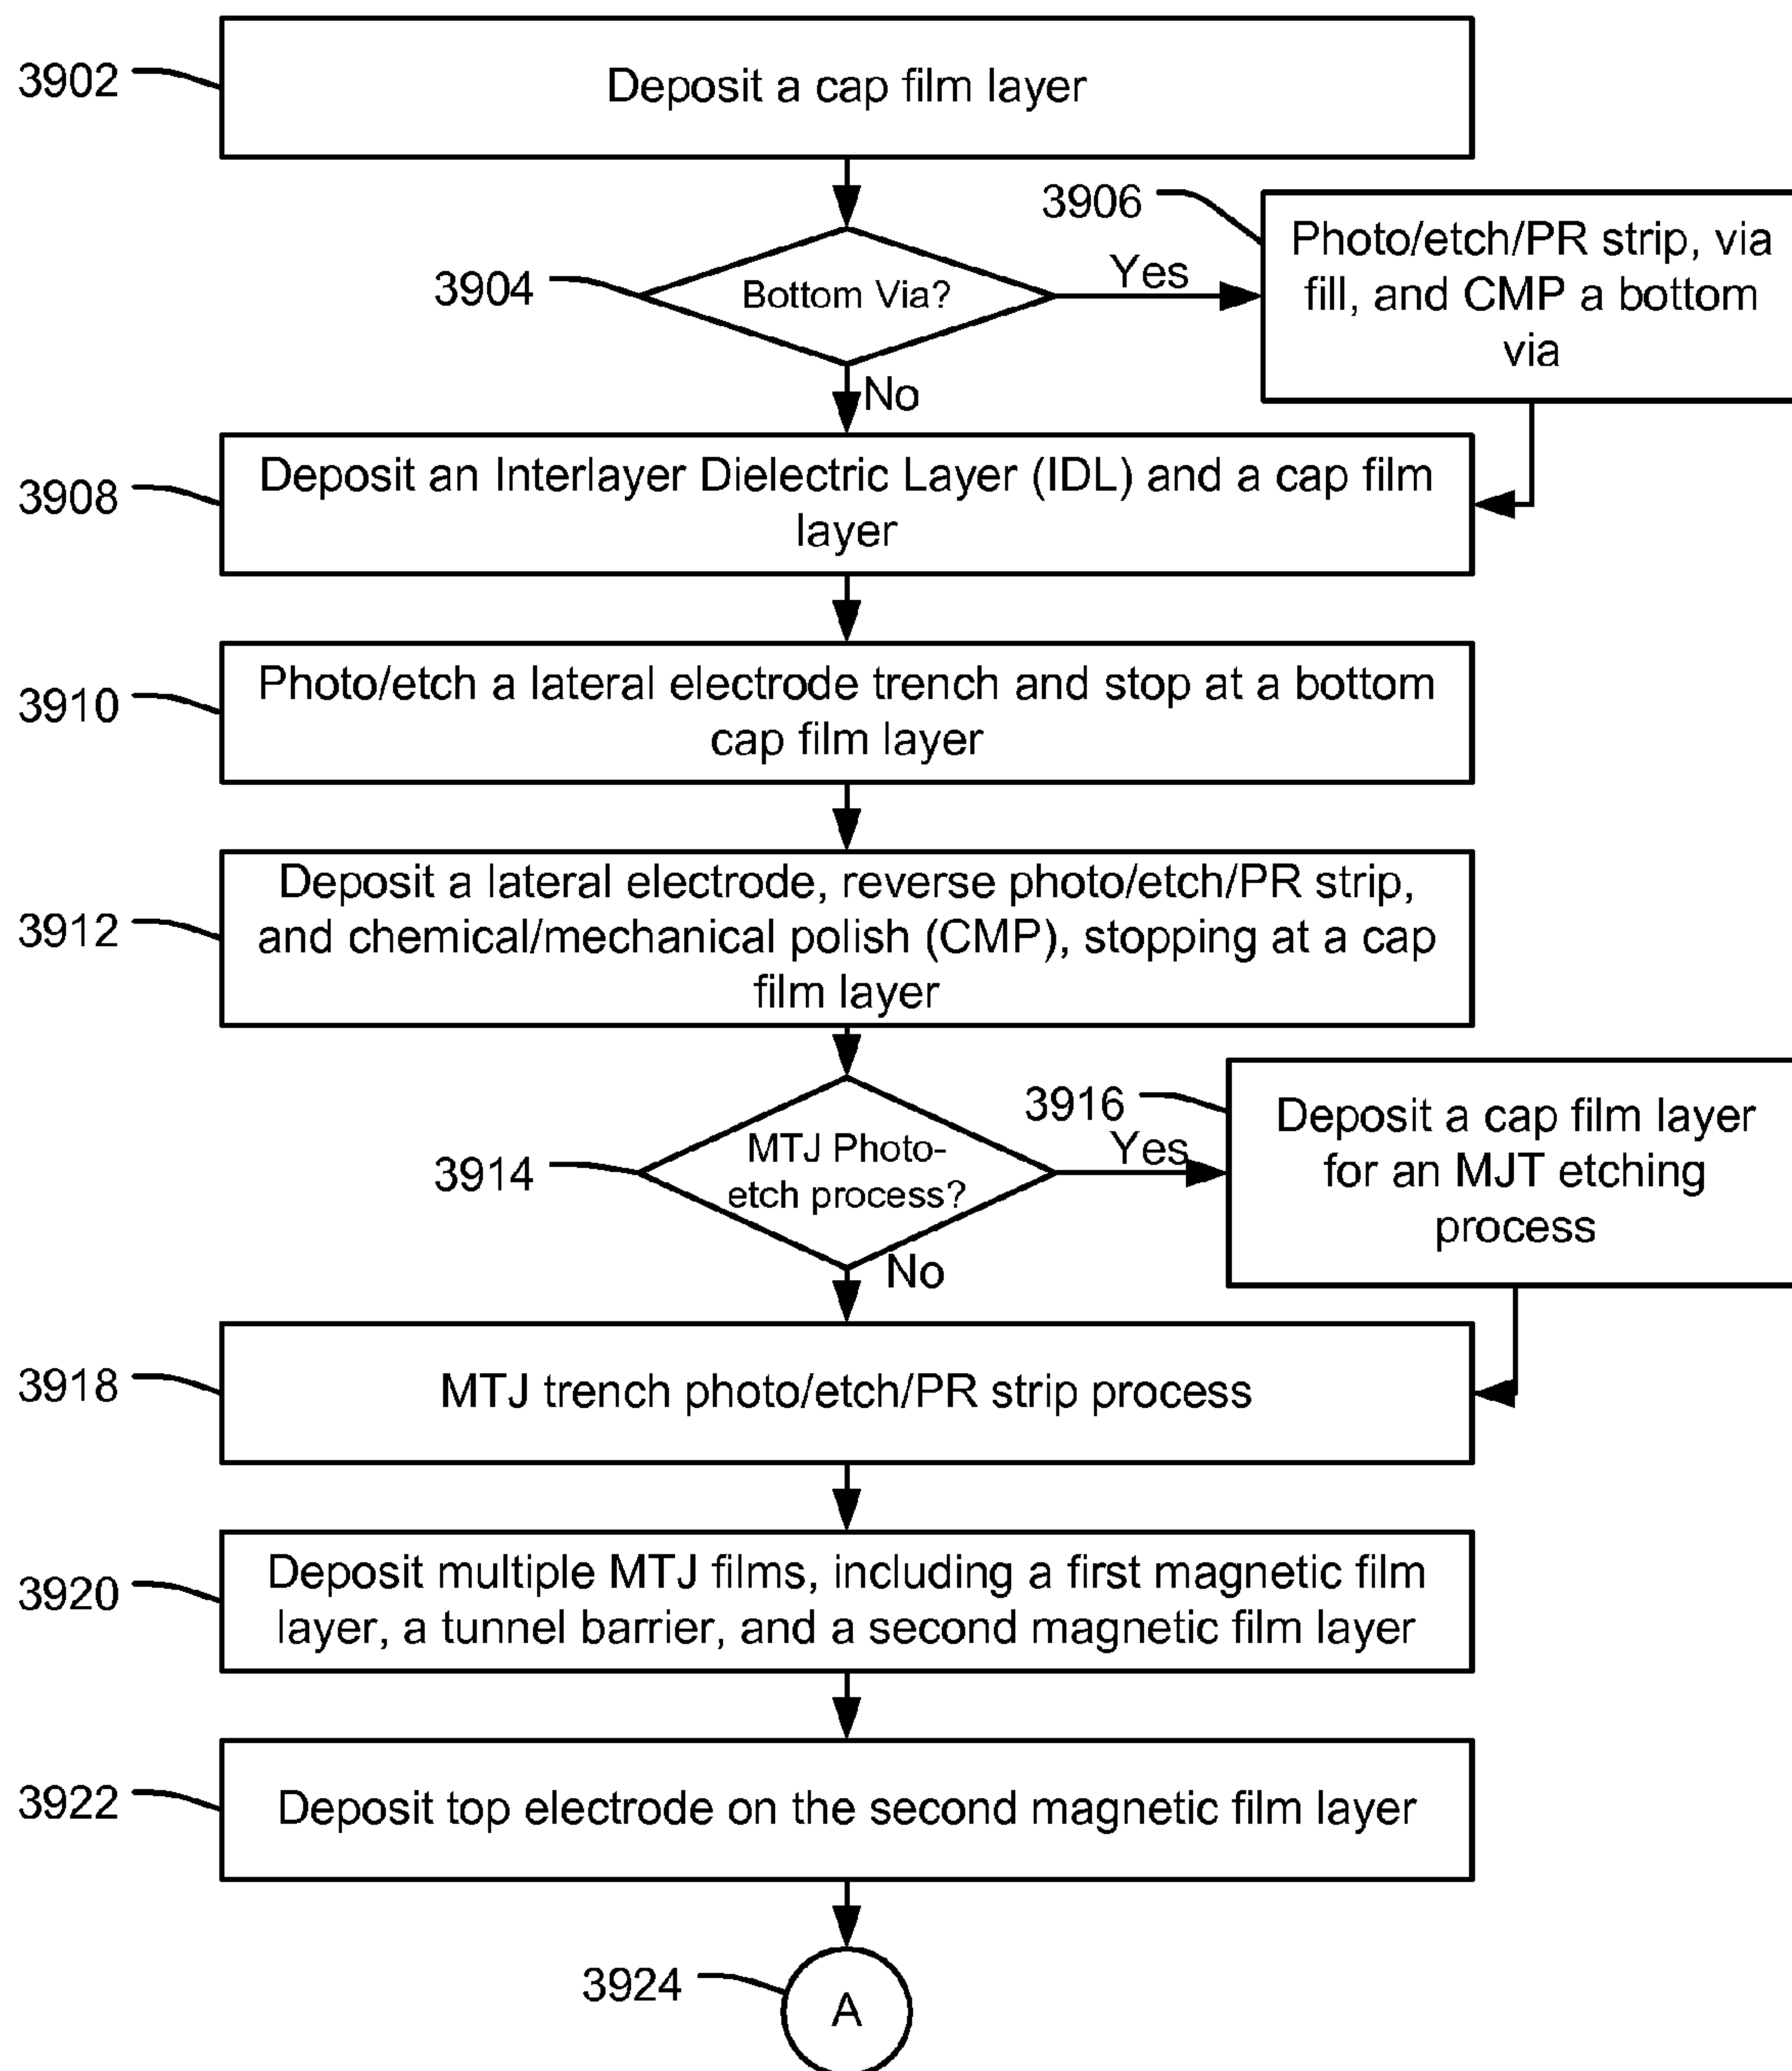 3902
Deposit a cap film layer
3904
Bottom Via?
Yes
3906
Photo/etch/PR strip, via
fill, and CMP a bottom
via
No
3908
Deposit an Interlayer Dielectric Layer (IDL) and a cap film
layer
3910
Photo/etch a lateral electrode trench and stop at a bottom
cap film layer
3912
Deposit a lateral electrode, reverse photo/etch/PR strip,
and chemical/mechanical polish (CMP), stopping at a cap
film layer
3914
MTJ Photo-
etch process?
Yes
3916
Deposit a cap film layer
for an MJT etching
process
No
3918
MTJ trench photo/etch/PR strip process
3920
Deposit multiple MTJ films, including a first magnetic film
layer, a tunnel barrier, and a second magnetic film layer
3922
Deposit top electrode on the second magnetic film layer
3924
A